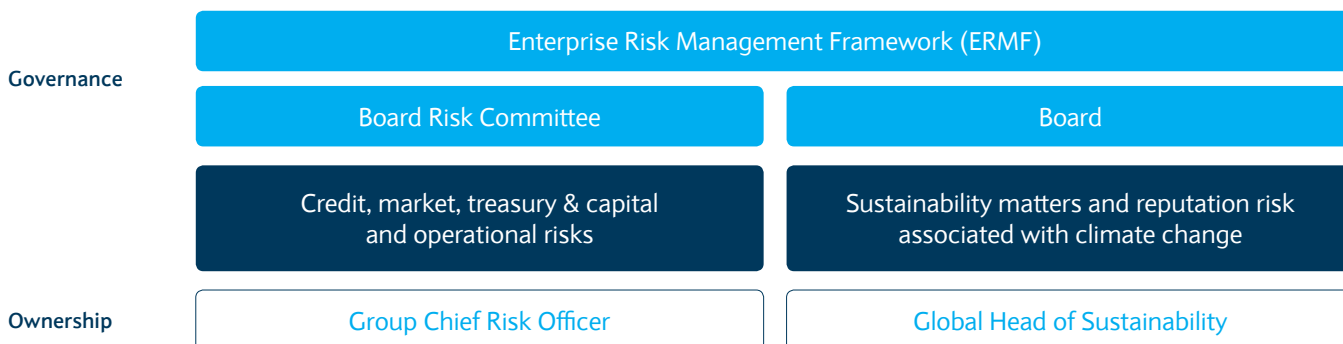 Enterprise Risk Management Framework (ERMF)
Governance
Board Risk Committee
Board
Credit, market, treasury & capital
and operational risks
Sustainability matters and reputation risk
associated with climate change
Ownership
Group Chief Risk Officer
Global Head of Sustainability